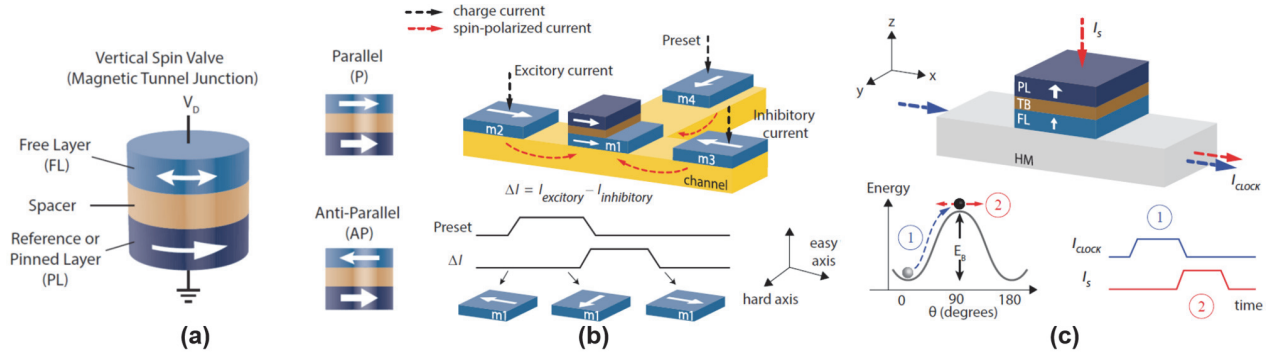 Vertical Spin Valve
(Magnetic Tunnel Junction)
V_D
Free Layer
(FL)
Spacer
Reference or
Pinned Layer
(PL)
Parallel
(P)
Anti-Parallel
(AP)
(a)
charge current
spin-polarized current
Preset
Excitory current
Inhibitory
current
m4
m2
m1
m3
channel
ΔI = I_excitory − I_inhibitory
Preset
ΔI
easy
axis
hard axis
m1
m1
m1
(b)
z
x
y
I_S
PL
TB
FL
HM
I_CLOCK
Energy
1
2
E_B
0
90
180
θ (degrees)
1
I_CLOCK
I_S
2
time
(c)